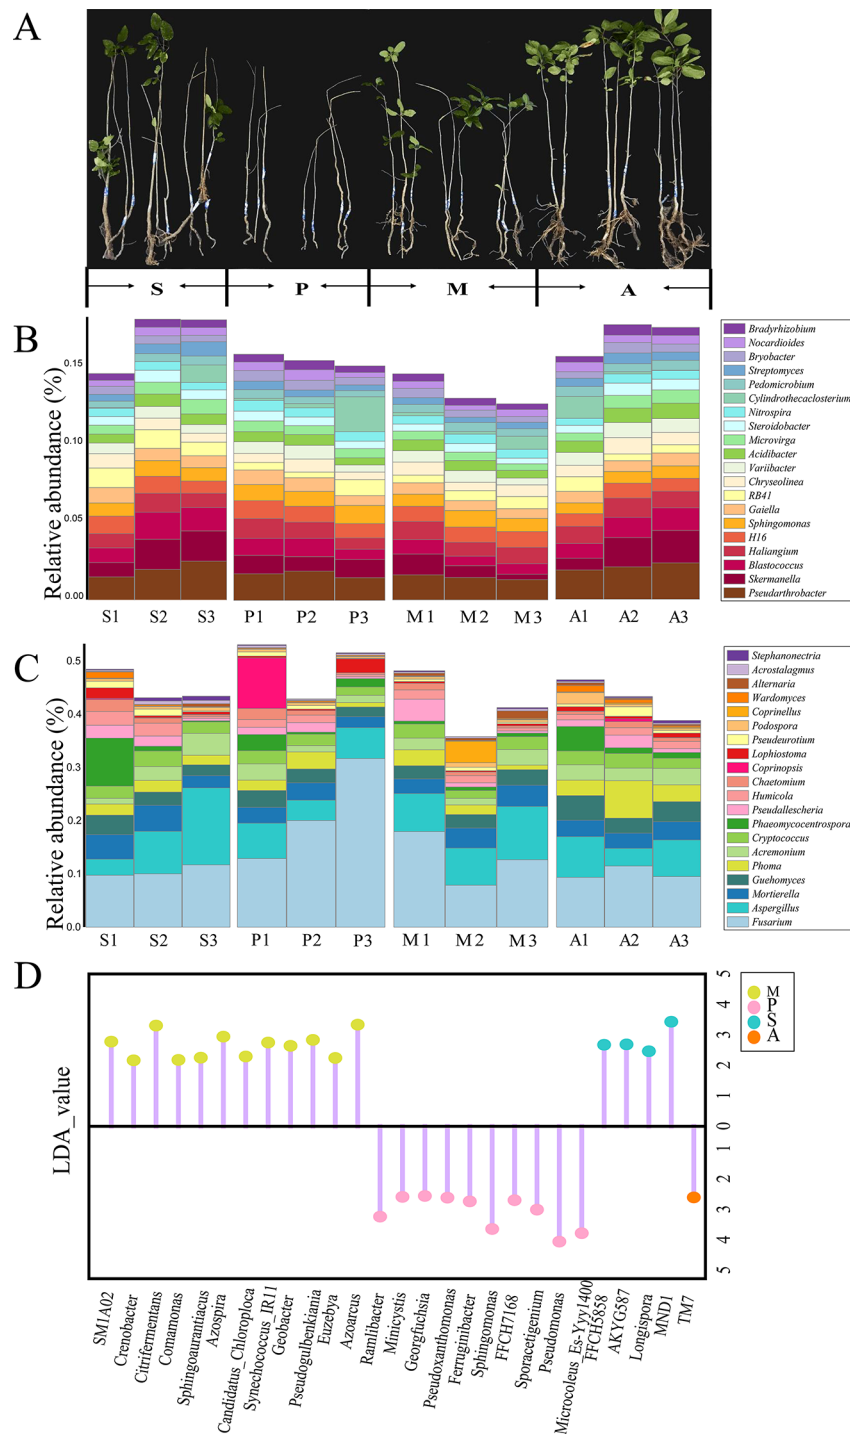 A
S
P
M
A
B
Relative abundance (%)
0.15
0.10
0.05
0.00
S1
S2
S3
P1
P2
P3
M1
M2
M3
A1
A2
A3
Bradyrhizobium
Nocardioides
Bryobacter
Streptomyces
Pedomicrobium
Cylindrothecaclosterium
Nitrospira
Steroidobacter
Microvirga
Acidibacter
Variibacter
Chryseolinea
RB41
Gaiella
Sphingomonas
H16
Haliangium
Blastococcus
Skermanella
Pseudarthrobacter
C
Relative abundance (%)
0.5
0.4
0.3
0.2
0.1
0.0
S1
S2
S3
P1
P2
P3
M1
M2
M3
A1
A2
A3
Stephanonectria
Acrostalagmus
Alternaria
Wardomyces
Coprinellus
Podospora
Pseudeurotium
Lophiostoma
Coprinopsis
Chaetomium
Humicola
Pseudallescheria
Phaeomycocentrospora
Cryptococcus
Acremonium
Phoma
Guehomyces
Mortierella
Aspergillus
Fusarium
D
LDA_value
5
4
3
2
1
0
1
2
3
4
5
M
P
S
A
SM1A02
Crenobacter
Citrifermentans
Comamonas
Sphingoaurantiacus
Azospira
Candidatus_Chloroploca
Synechococcus_IR11
Geobacter
Pseudogulbenkiania
Euzebya
Azoarcus
Ramlibacter
Minicystis
Georgfuchsia
Pseudoxanthomonas
Ferruginibacter
Sphingomonas
FFCH7168
Sporacetigenium
Pseudomonas
Microcoleus_Es-Yyy1400
FFCH5858
AKYG587
Longispora
MND1
TM7